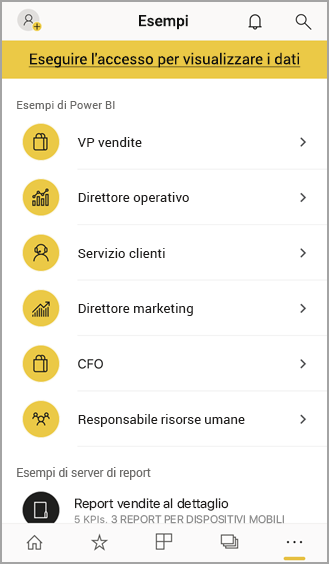 Esempi
Eseguire l'accesso per visualizzare i dati
Esempi di Power BI
VP vendite
Direttore operativo
Servizio clienti
Direttore marketing
CFO
Responsabile risorse umane
Esempi di server di report
Report vendite al dettaglio
5 KPIs, 3 REPORT PER DISPOSITIVI MOBILI